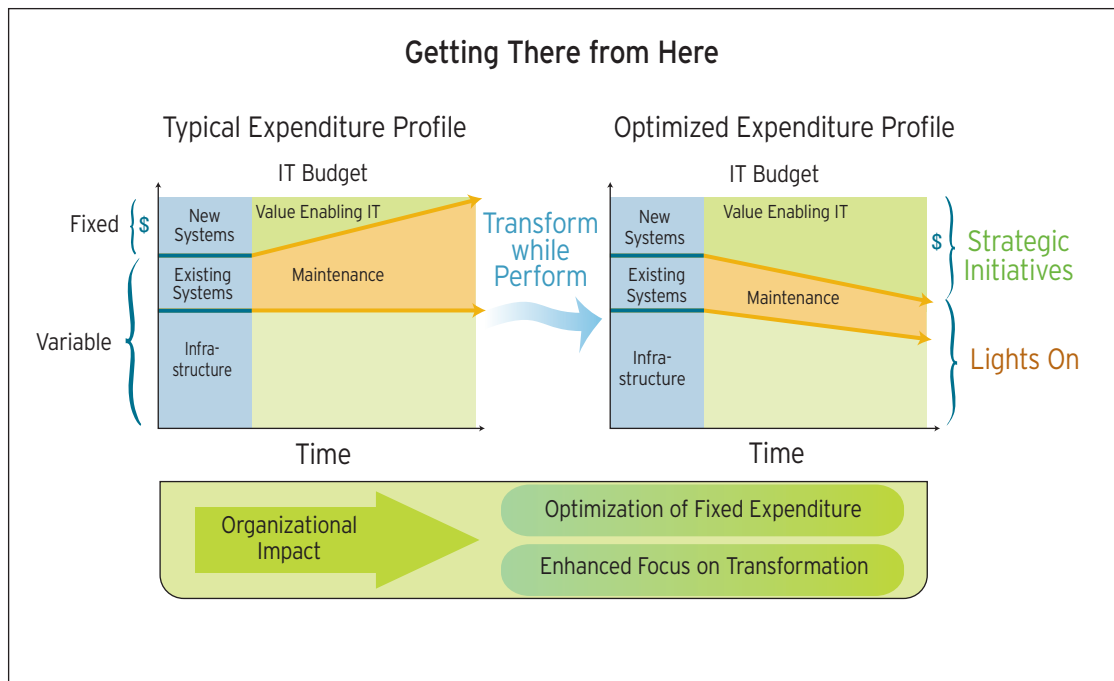 Getting There from Here
Typical Expenditure Profile
IT Budget
Fixed
$
New
Systems
Value Enabling IT
Existing
Systems
Maintenance
Variable
Infra-
structure
Time
Transform
while
Perform
Optimized Expenditure Profile
IT Budget
New
Systems
Value Enabling IT
$
Strategic
Initiatives
Existing
Systems
Maintenance
Infra-
structure
Lights On
Time
Organizational
Impact
Optimization of Fixed Expenditure
Enhanced Focus on Transformation